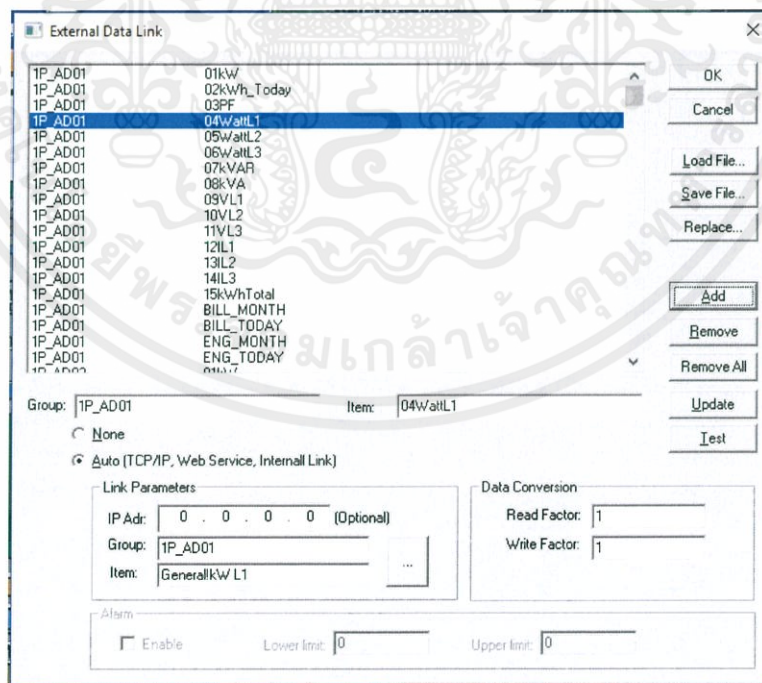 External Data Link
1P_AD01 01kW
1P_AD01 02kWh_Today
1P_AD01 03PF
1P_AD01 04WattL1
1P_AD01 05WattL2
1P_AD01 06WattL3
1P_AD01 07kVAR
1P_AD01 08kVA
1P_AD01 09VL1
1P_AD01 10VL2
1P_AD01 11VL3
1P_AD01 12IL1
1P_AD01 13IL2
1P_AD01 14IL3
1P_AD01 15kWhTotal
1P_AD01 BILL_MONTH
1P_AD01 BILL_TODAY
1P_AD01 ENG_MONTH
1P_AD01 ENG_TODAY
OK
Cancel
Load File...
Save File...
Replace...
Add
Remove
Remove All
Update
Test
Group: 1P_AD01 Item: 04WattL1
None
Auto (TCP/IP, Web Service, Internall Link)
Link Parameters
IP Adr: 0 . 0 . 0 . 0 (Optional)
Group: 1P_AD01
Item: General!kW L1
...
Data Conversion
Read Factor: 1
Write Factor: 1
Alarm
Enable Lower limit: 0 Upper limit: 0